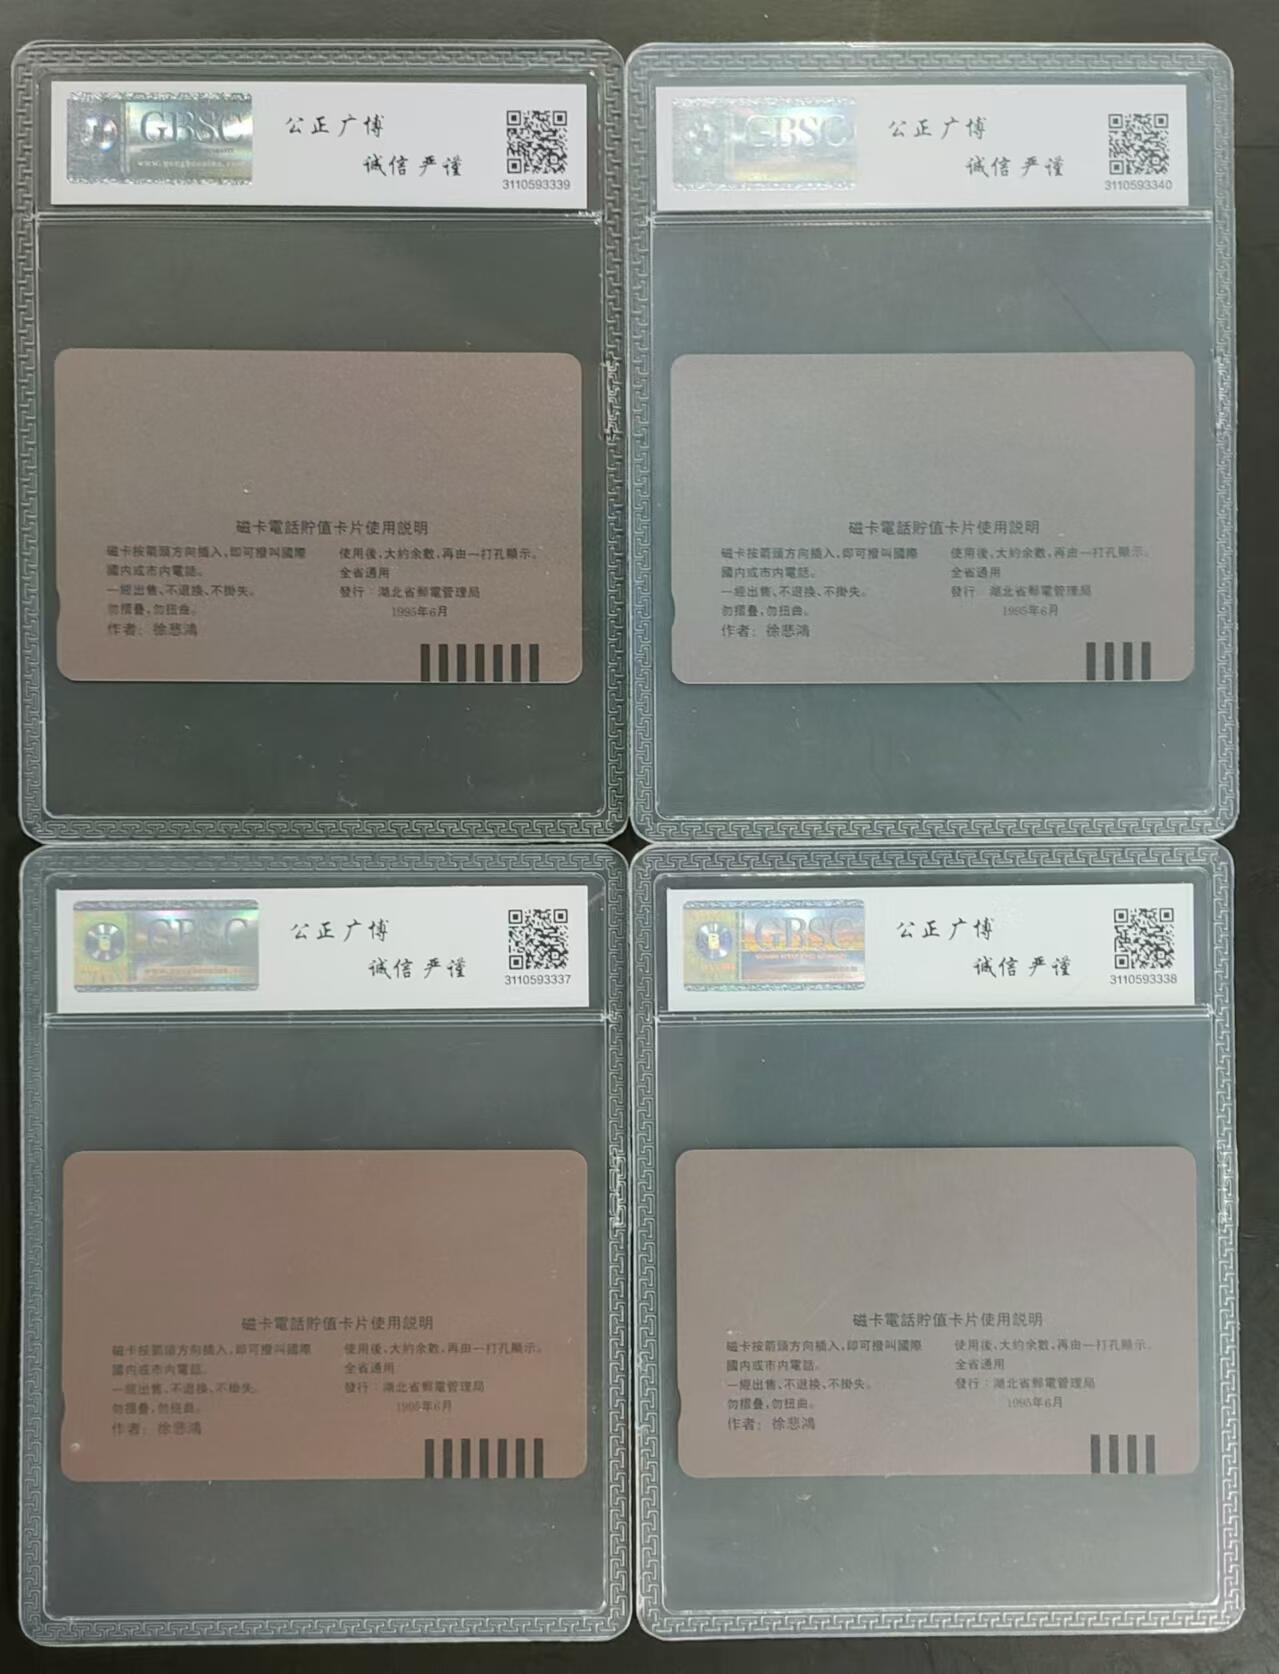 GBSC
公正广博
诚信严谨
3110593339
磁卡電話貯值卡片使用説明
磁卡按箭頭方向插入,即可撥叫國際
國内或市内電話。
一經出售、不退换、不掛失。
勿摺疊,勿扭曲。
作者: 徐悲鴻
使用後、大約余數,再由一打孔顯示。
全省通用
發行：湖北省郵電管理局
1995年6月
GBSC
公正广博
诚信严谨
3110593340
磁卡電話貯值卡片使用説明
磁卡按箭頭方向插入,即可撥叫國際
國内或市内電話。
一經出售、不退换、不掛失。
勿摺疊,勿扭曲。
作者: 徐悲鴻
使用後、大約余數,再由一打孔顯示。
全省通用
發行：湖北省郵電管理局
1995年6月
GBSC
公正广博
诚信严谨
3110593337
磁卡電話貯值卡片使用説明
磁卡按箭頭方向插入,即可撥叫國際
國内或市内電話。
一經出售、不退换、不掛失。
勿摺疊,勿扭曲。
作者: 徐悲鴻
使用後、大約余數,再由一打孔顯示。
全省通用
發行：湖北省郵電管理局
1995年6月
GBSC
公正广博
诚信严谨
3110593338
磁卡電話貯值卡片使用説明
磁卡按箭頭方向插入,即可撥叫國際
國内或市内電話。
一經出售、不退换、不掛失。
勿摺疊,勿扭曲。
作者: 徐悲鴻
使用後、大約余數,再由一打孔顯示。
全省通用
發行：湖北省郵電管理局
1995年6月